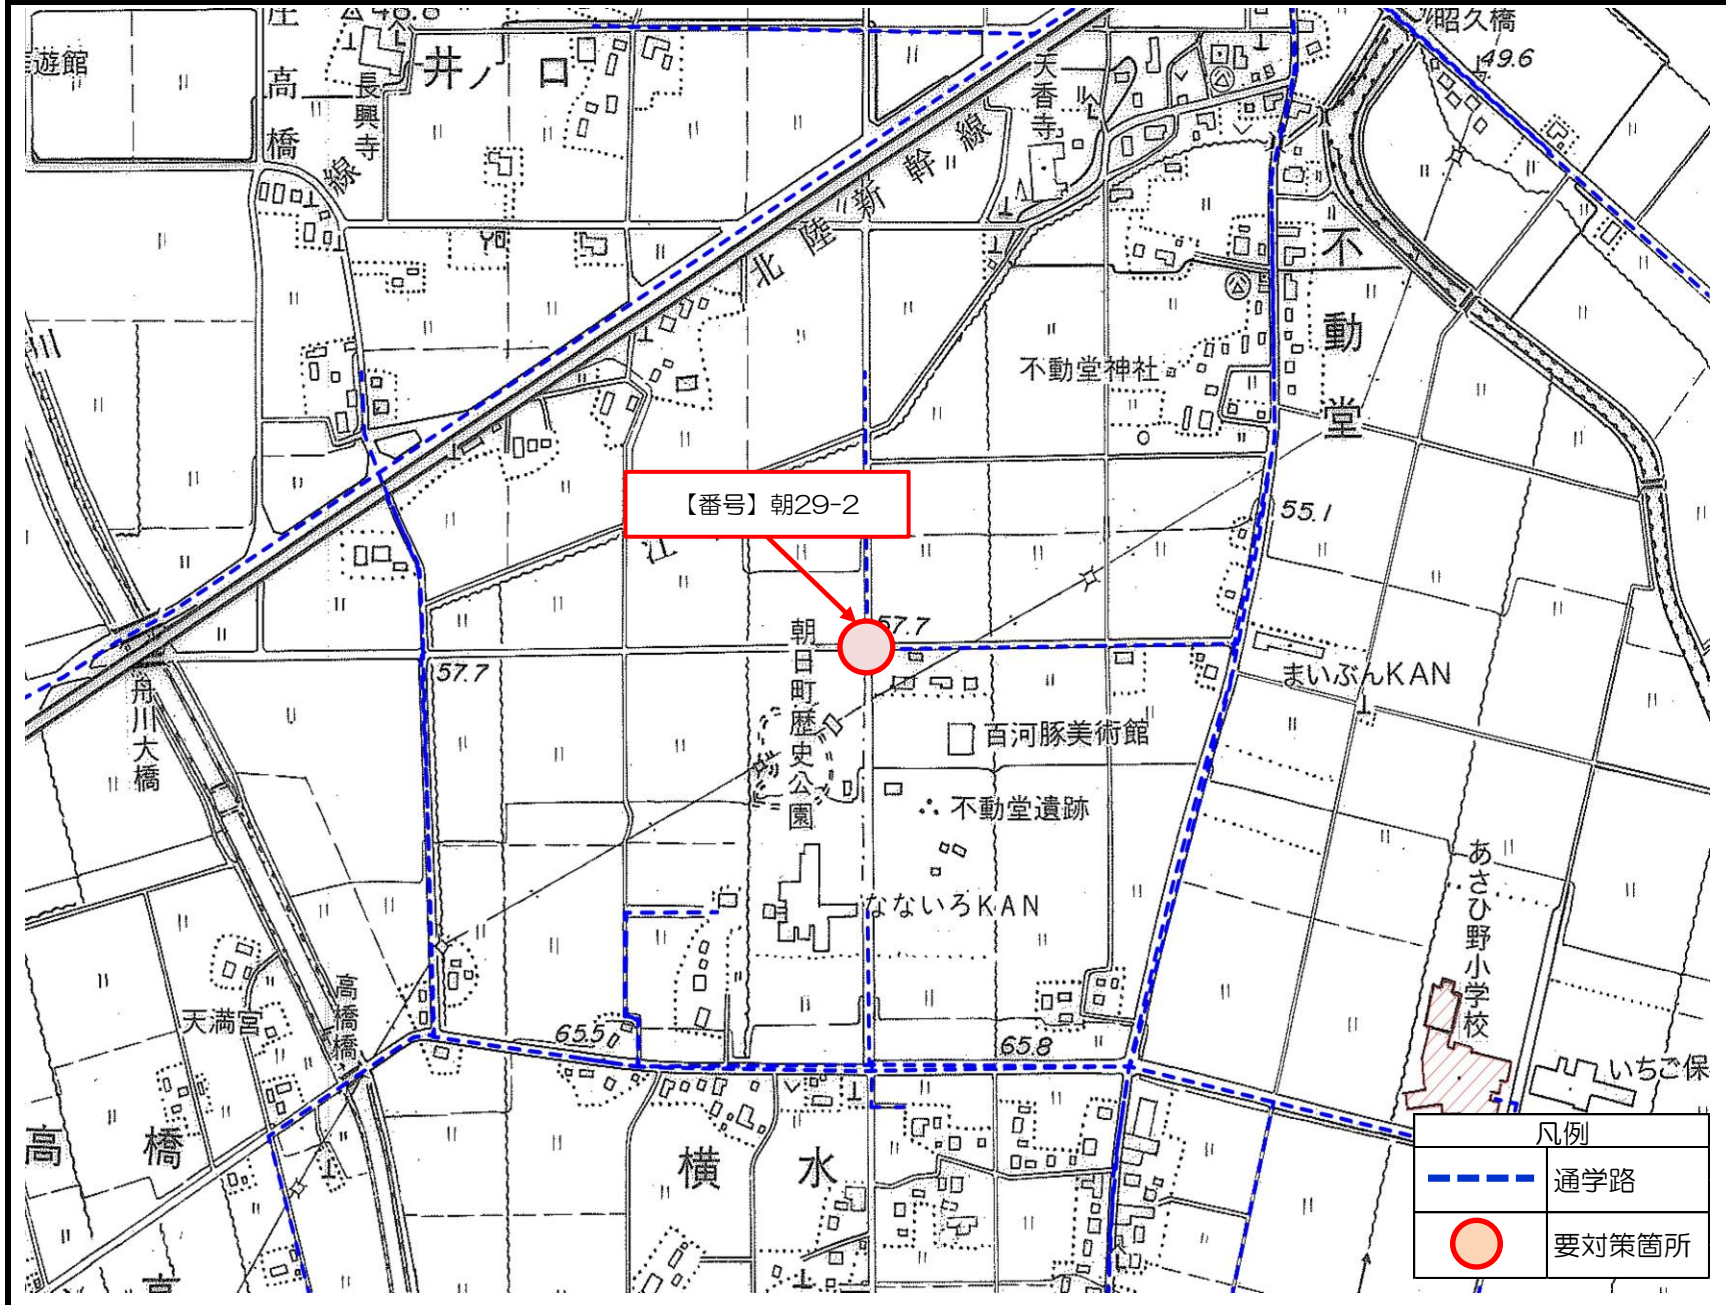 庄高橋線
48.8
遊館
長興寺
井ノ口
天香寺
昭久橋
49.6
北陸新幹線
不動堂
不動堂神社
【番号】朝29-2
江
55.1
57.7
57.7
朝日町歴史公園
まいぶんKAN
百河豚美術館
舟川大橋
川
不動堂遺跡
なないろKAN
あさひ野小学校
天満宮
高橋橋
65.5
65.8
いちご保
高橋
横水
高
凡例
通学路
要対策箇所